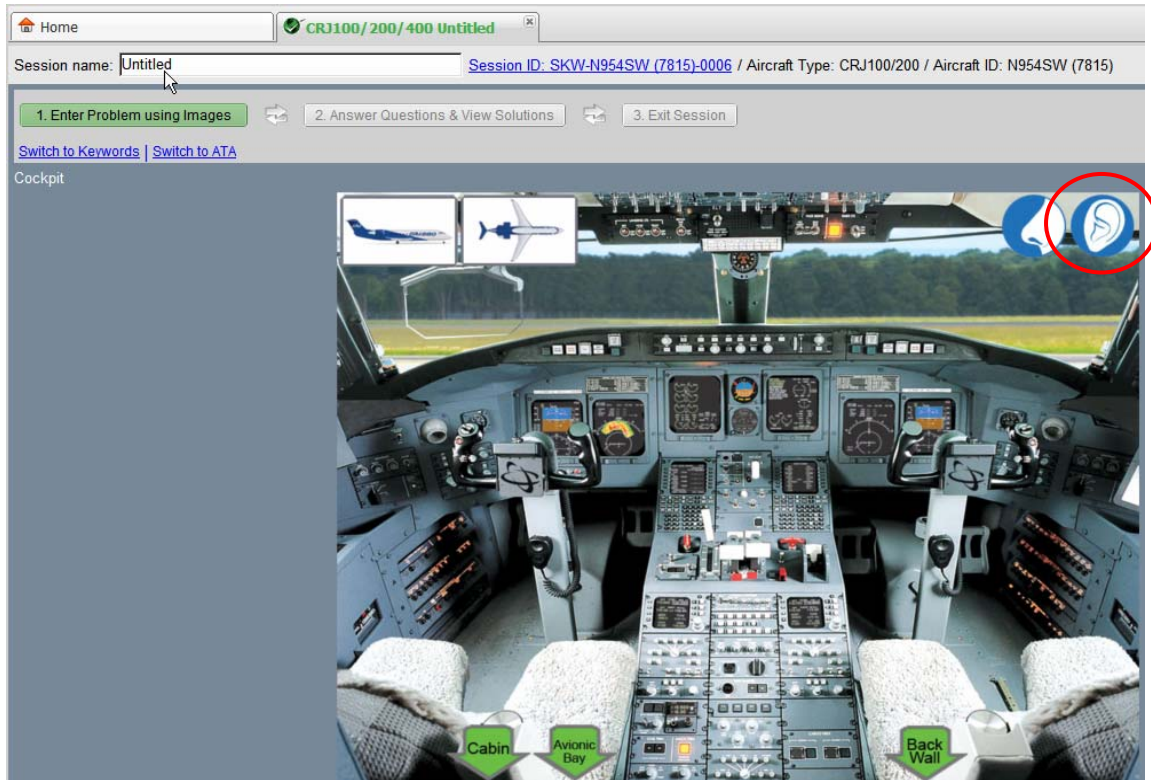 Home
CRJ100/200/400 Untitled
Session name: Untitled Session ID: SKW-N954SW (7815)-0006 / Aircraft Type: CRJ100/200 / Aircraft ID: N954SW (7815)
1. Enter Problem using Images 2. Answer Questions & View Solutions 3. Exit Session
Switch to Keywords | Switch to ATA
Cockpit
Cabin
Avionic
Bay
Back
Wall